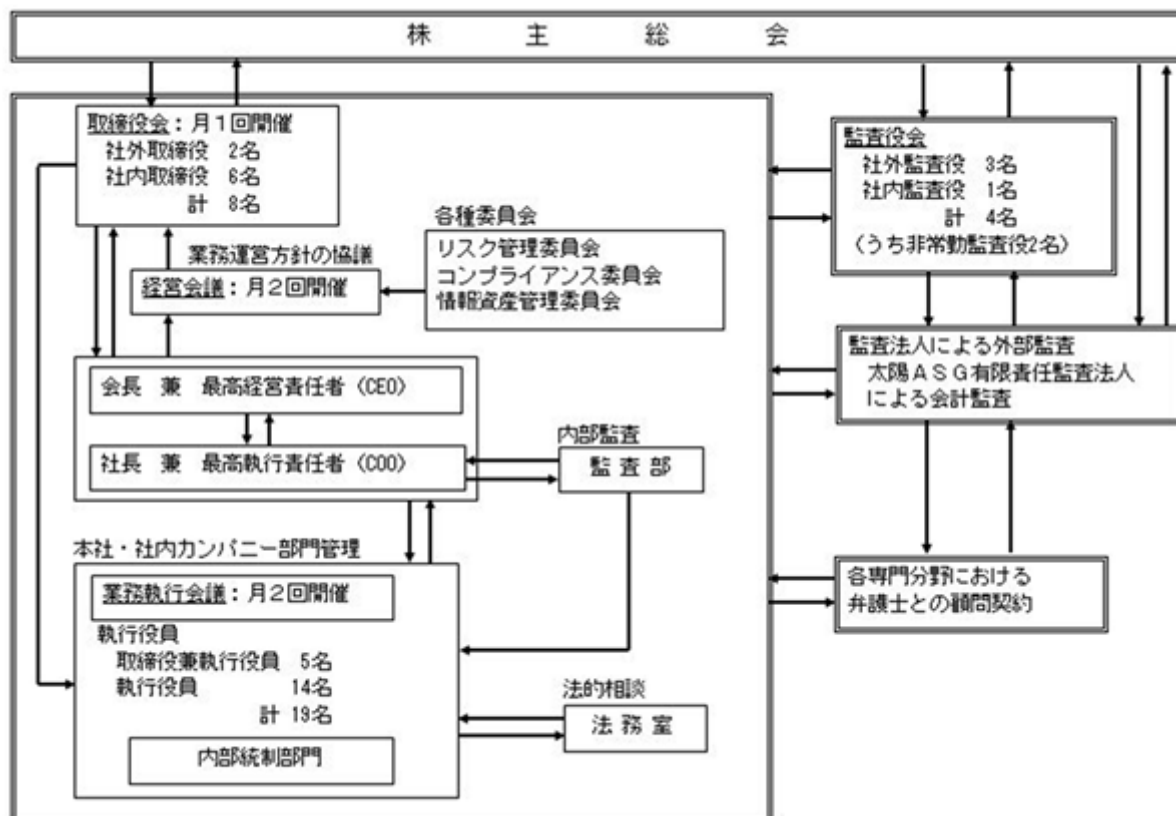 株主総会
取締役会：月1回開催
社外取締役 2名
社内取締役 6名
計 8名
業務運営方針の協議
経営会議：月2回開催
各種委員会
リスク管理委員会
コンプライアンス委員会
情報資産管理委員会
会長 兼 最高経営責任者（CEO）
社長 兼 最高執行責任者（COO）
内部監査
監査部
本社・社内カンパニー部門管理
業務執行会議：月2回開催
執行役員
取締役兼執行役員 5名
執行役員 14名
計 19名
内部統制部門
法的相談
法務室
監査役会
社外監査役 3名
社内監査役 1名
計 4名
（うち非常勤監査役2名）
監査法人による外部監査
太陽ASG有限責任監査法人
による会計監査
各専門分野における
弁護士との顧問契約